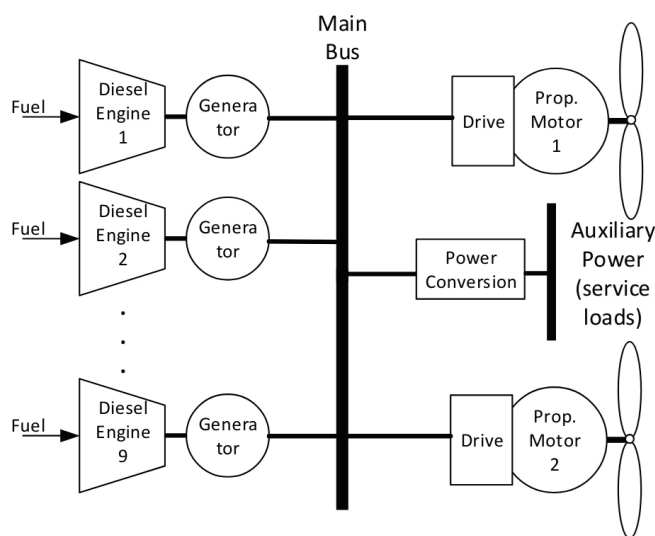 Main
Bus
Fuel
Diesel
Engine
1
Genera
tor
Drive
Prop.
Motor
1
Fuel
Diesel
Engine
2
Genera
tor
Power
Conversion
Auxiliary
Power
(service
loads)
Fuel
Diesel
Engine
9
Genera
tor
Drive
Prop.
Motor
2